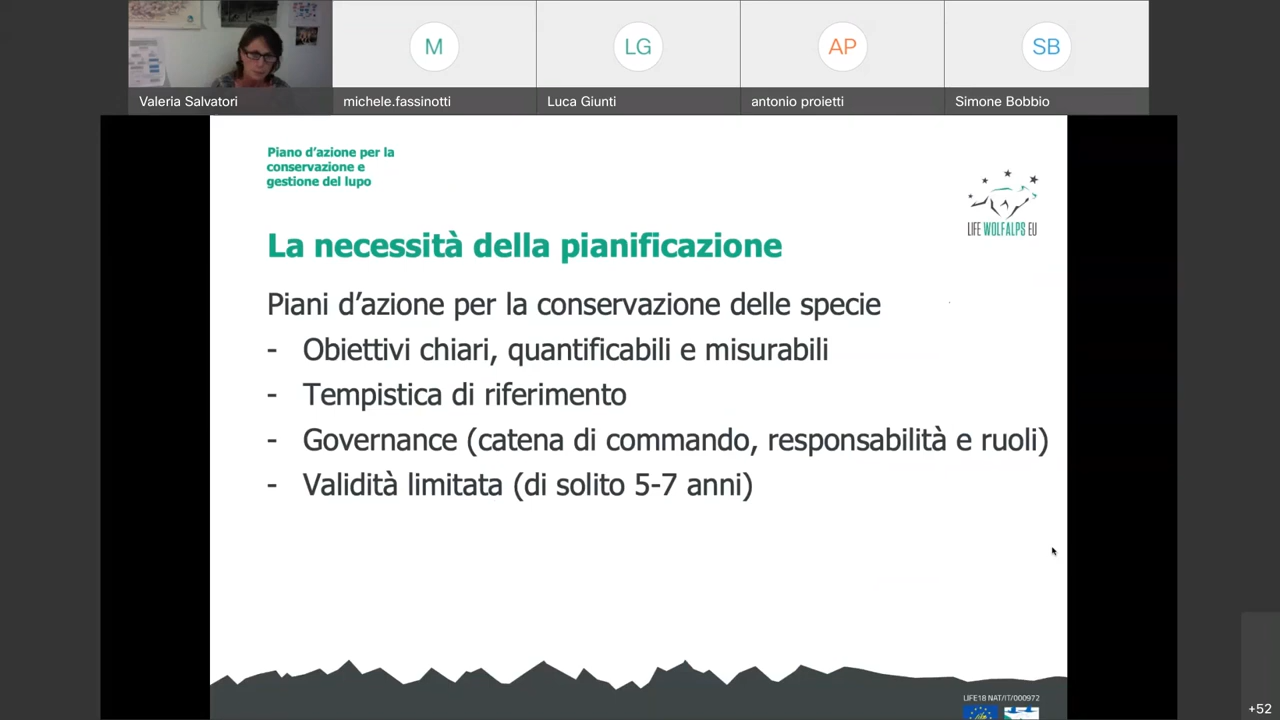 M
LG
AP
SB
Valeria Salvatori
michele.fassinotti
Luca Giunti
antonio proietti
Simone Bobbio
Piano d'azione per la
conservazione e
gestione del lupo
LIFE WOLFALPS EU
La necessità della pianificazione
Piani d'azione per la conservazione delle specie
- Obiettivi chiari, quantificabili e misurabili
- Tempistica di riferimento
- Governance (catena di commando, responsabilità e ruoli)
- Validità limitata (di solito 5-7 anni)
LIFE18 NAT/IT/000972
+52